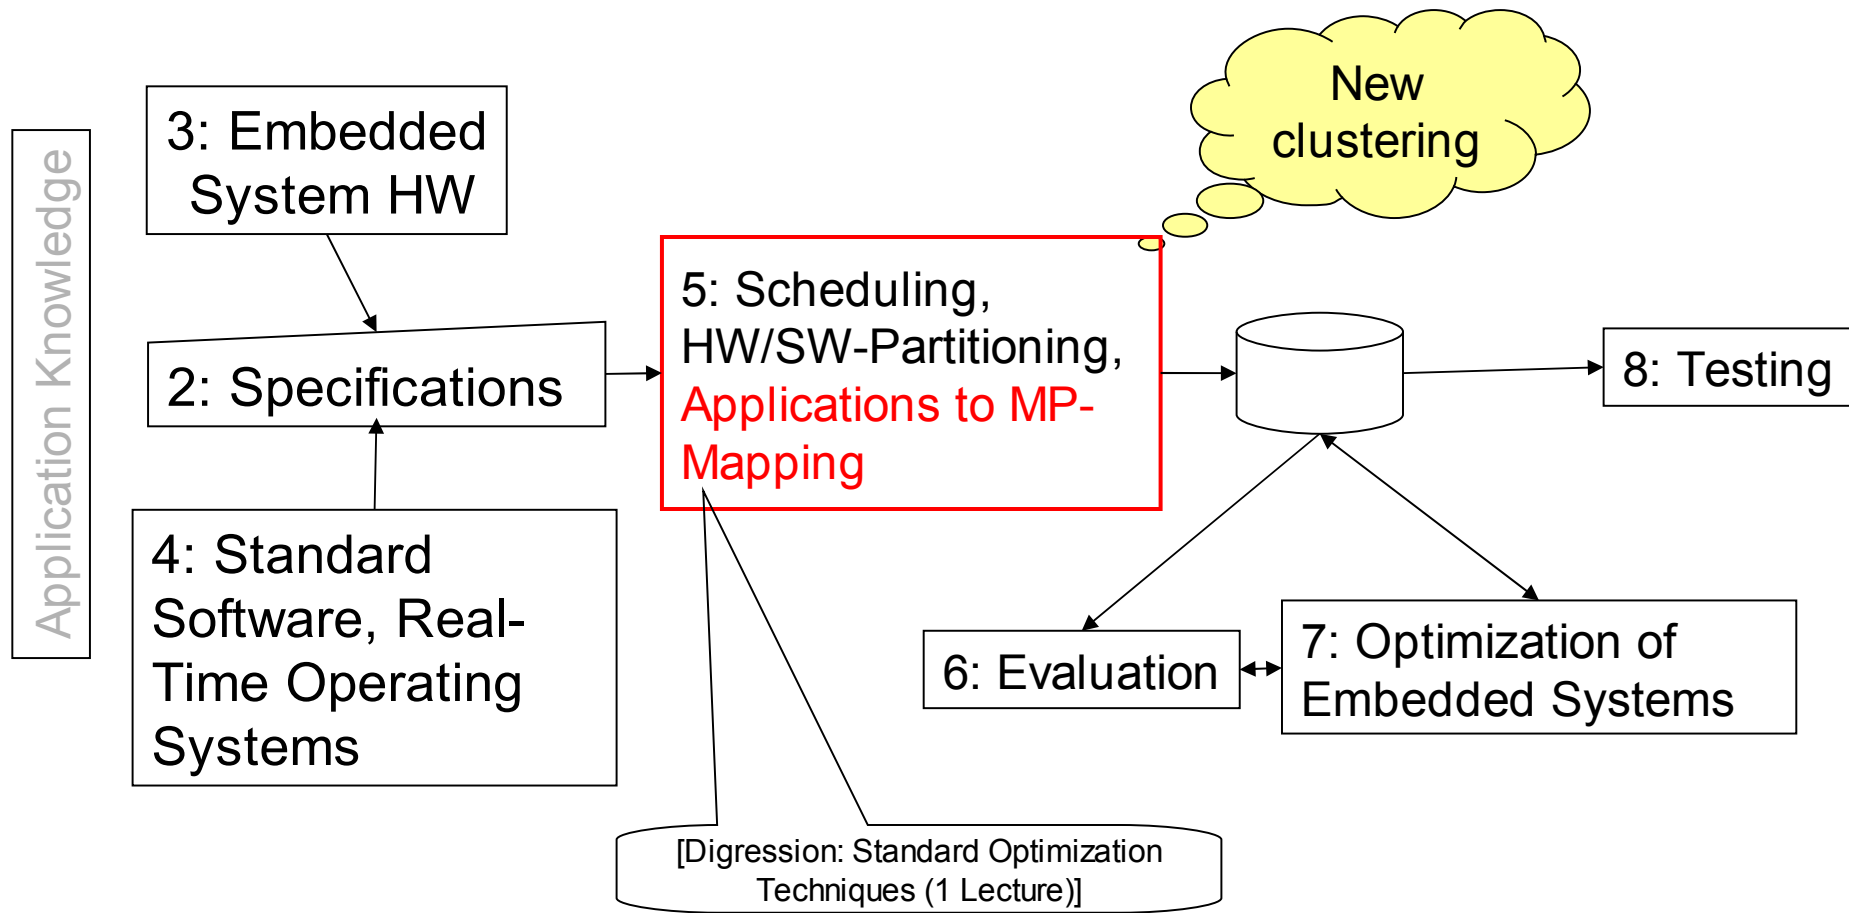 Application Knowledge
3: Embedded
System HW
2: Specifications
4: Standard
Software, Real-
Time Operating
Systems
5: Scheduling,
HW/SW-Partitioning,
Applications to MP-
Mapping
New
clustering
8: Testing
6: Evaluation
7: Optimization of
Embedded Systems
[Digression: Standard Optimization
Techniques (1 Lecture)]